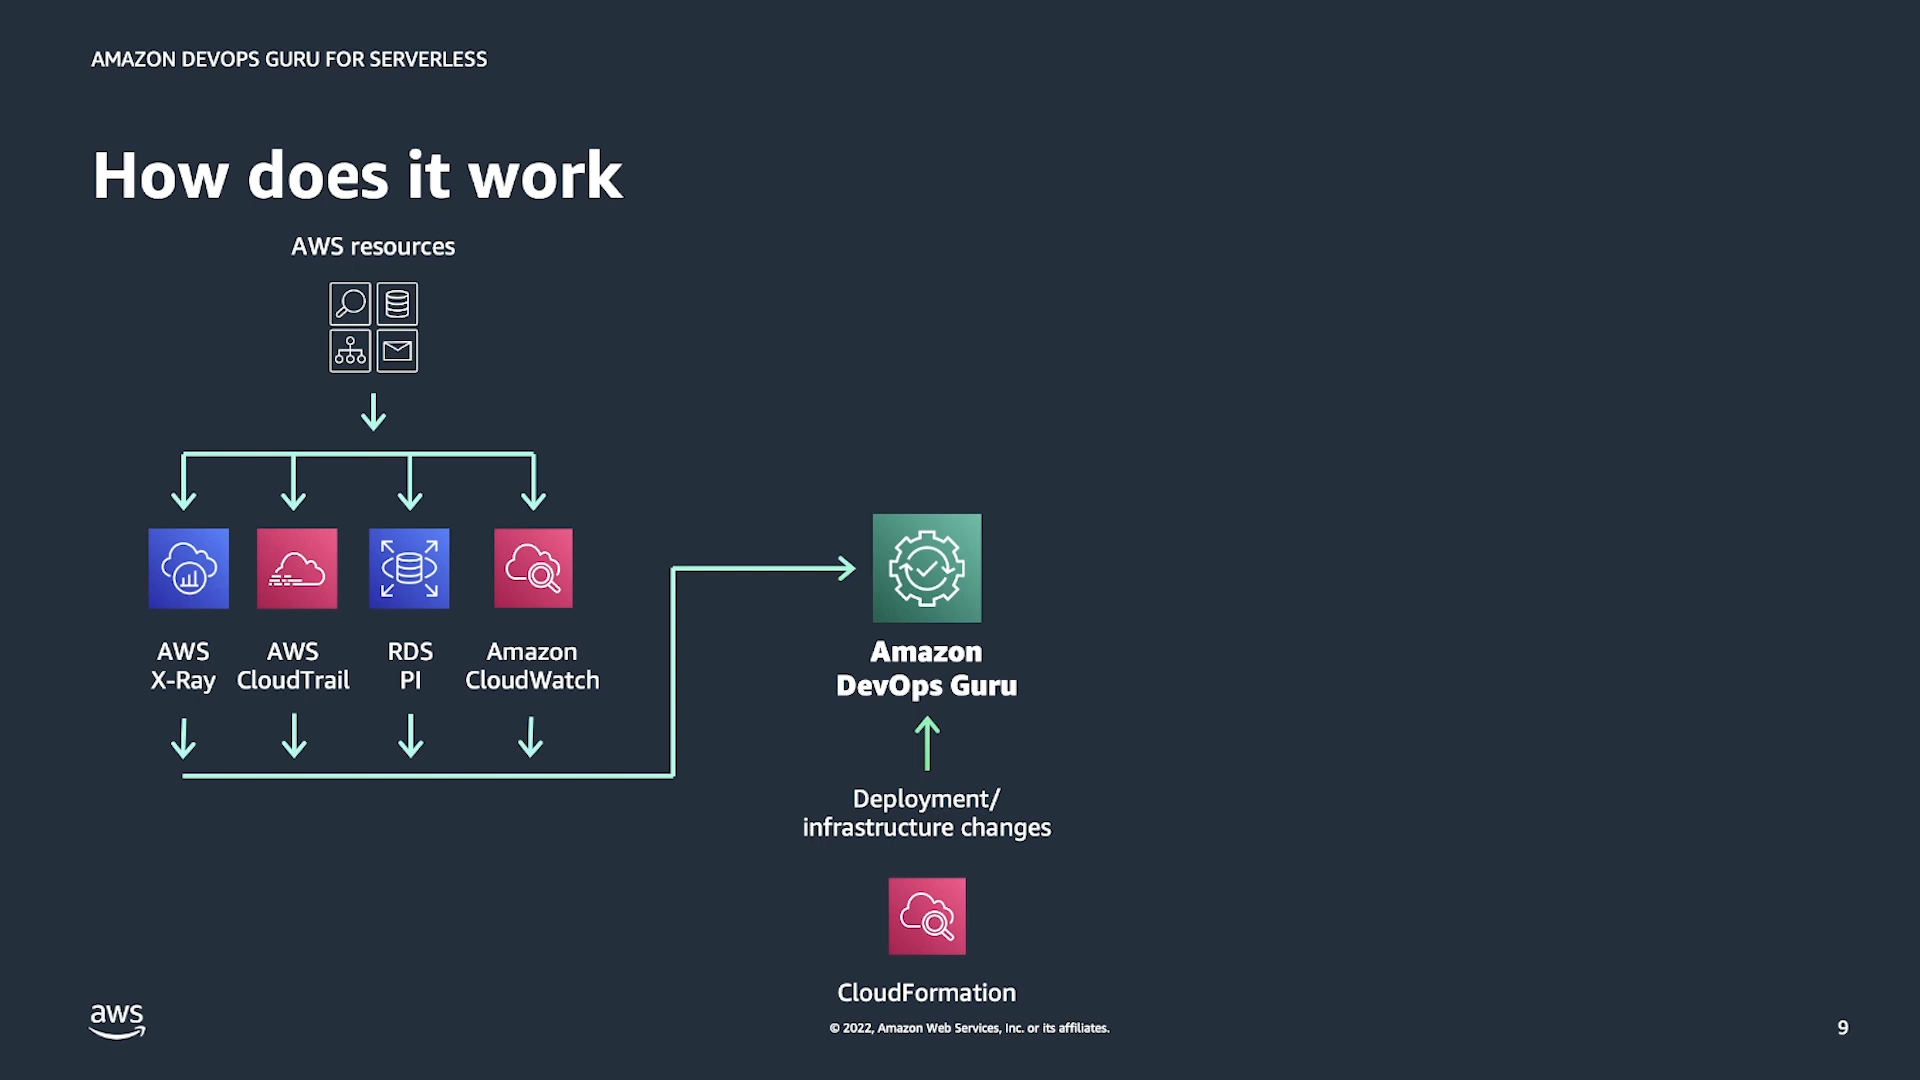 AMAZON DEVOPS GURU FOR SERVERLESS
How does it work
AWS resources
AWS
X-Ray
AWS
CloudTrail
RDS
PI
Amazon
CloudWatch
Amazon
DevOps Guru
Deployment/
infrastructure changes
CloudFormation
aws
© 2022, Amazon Web Services, Inc. or its affiliates.
9